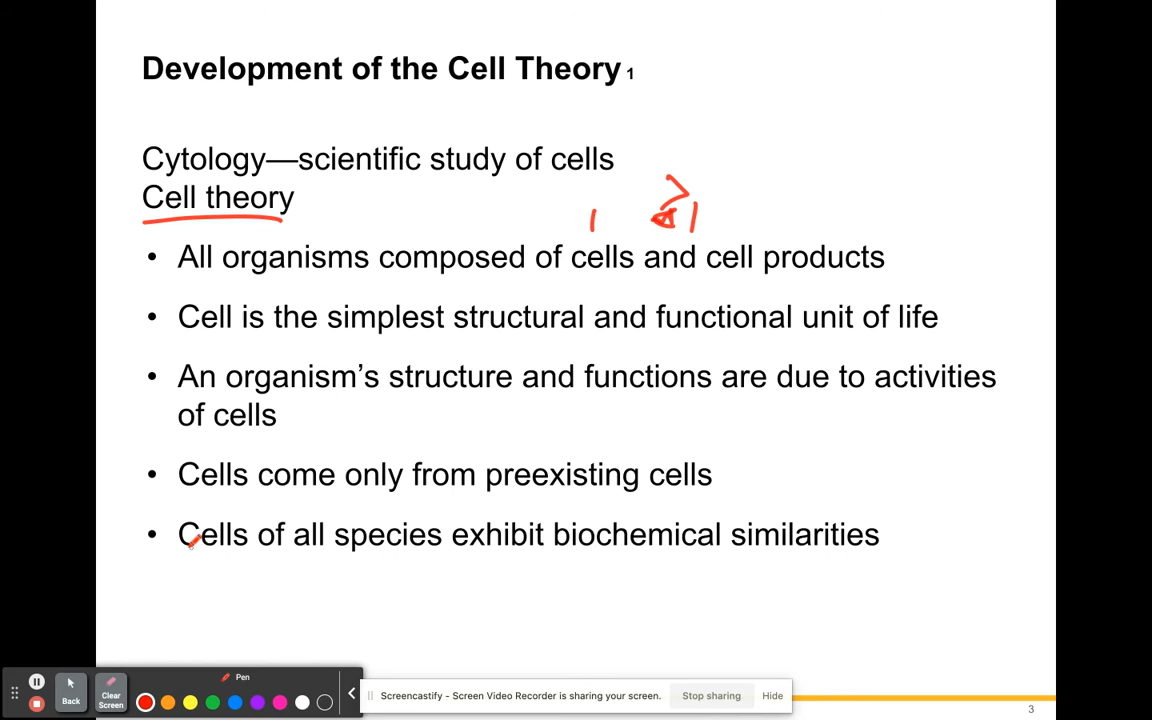 Development of the Cell Theory 1
Cytology—scientific study of cells
Cell theory
1 >1
• All organisms composed of cells and cell products
• Cell is the simplest structural and functional unit of life
• An organism’s structure and functions are due to activities
of cells
• Cells come only from preexisting cells
• Cells of all species exhibit biochemical similarities
Pen
Back
Clear
Screen
Screencastify - Screen Video Recorder is sharing your screen.
Stop sharing
Hide
3